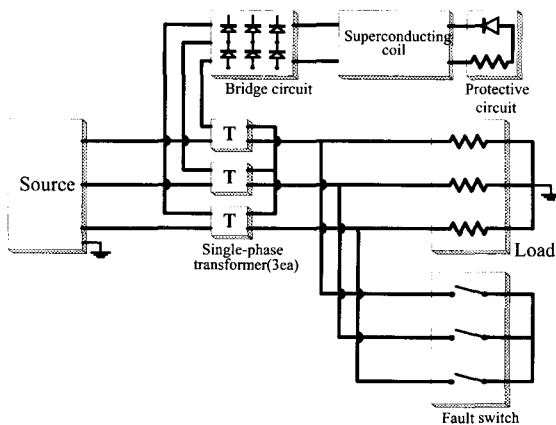 Superconducting
coil
Bridge circuit
Protective
circuit
T
T
T
Source
Single-phase
transformer(3ea)
Load
Fault switch